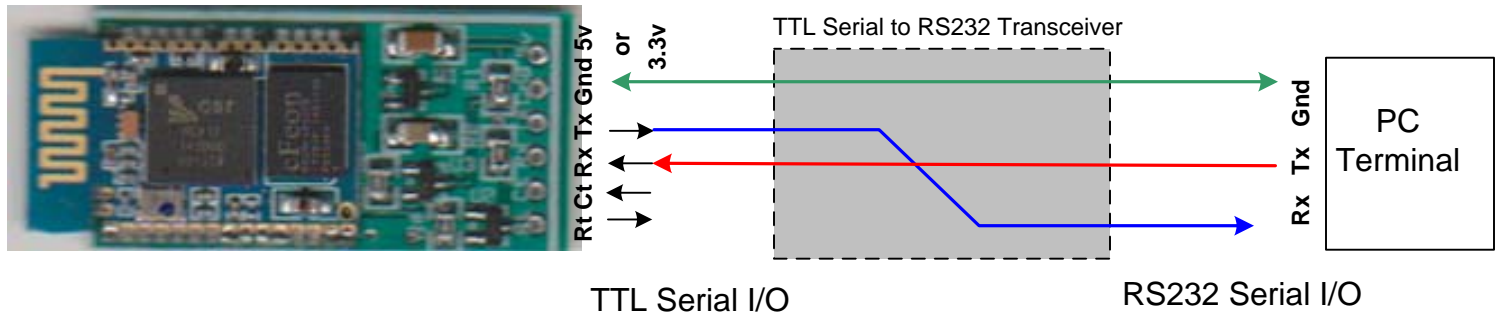 TTL Serial to RS232 Transceiver
5v
or
3.3v
Gnd
Tx
Rx
Ct
Rt
Gnd
Tx
Rx
PC
Terminal
csr
TTL Serial I/O
RS232 Serial I/O